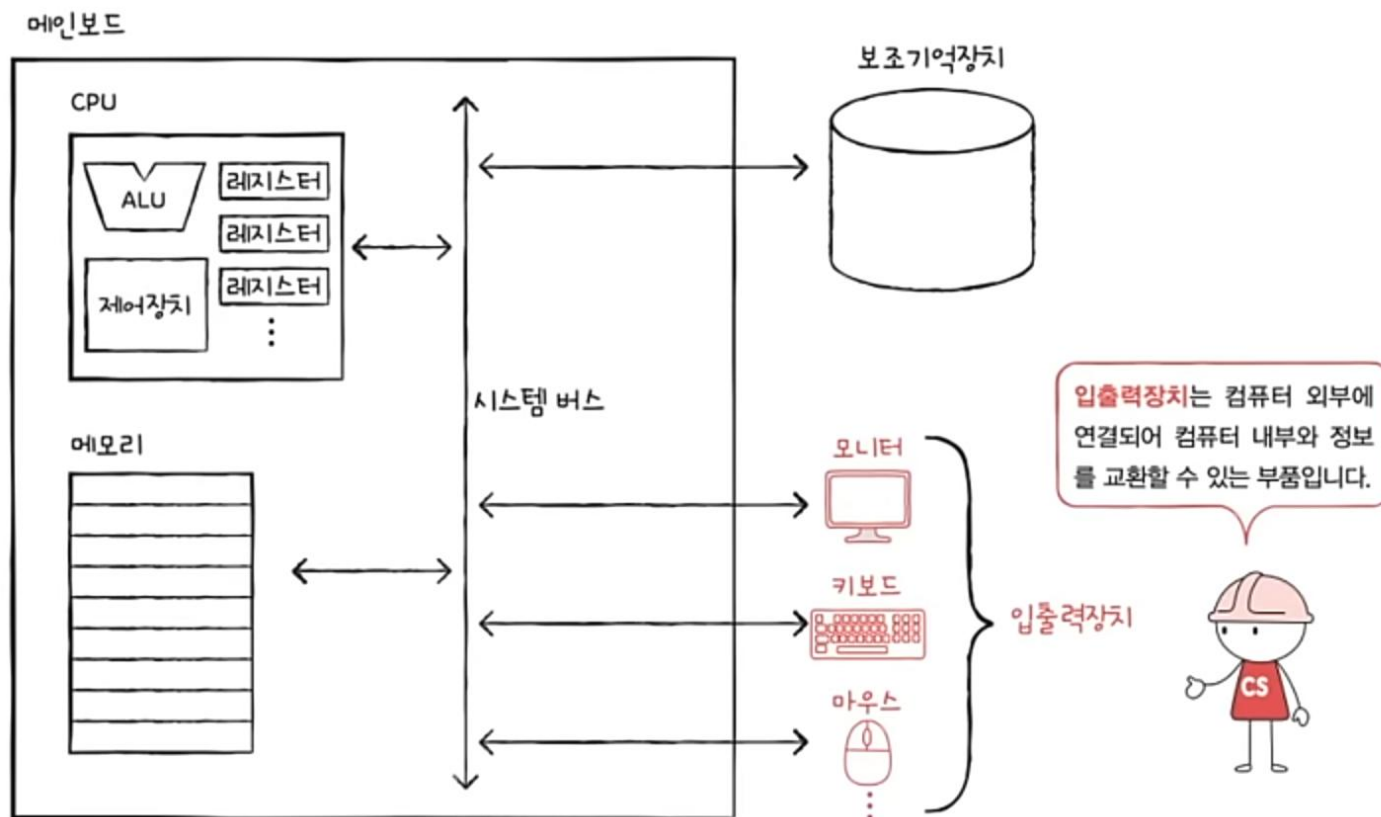 메인보드
CPU
ALU
레지스터
레지스터
레지스터
제어장치
메모리
시스템 버스
보조기억장치
모니터
키보드
마우스
입출력장치
입출력장치는 컴퓨터 외부에
연결되어 컴퓨터 내부와 정보
를 교환할 수 있는 부품입니다.
CS